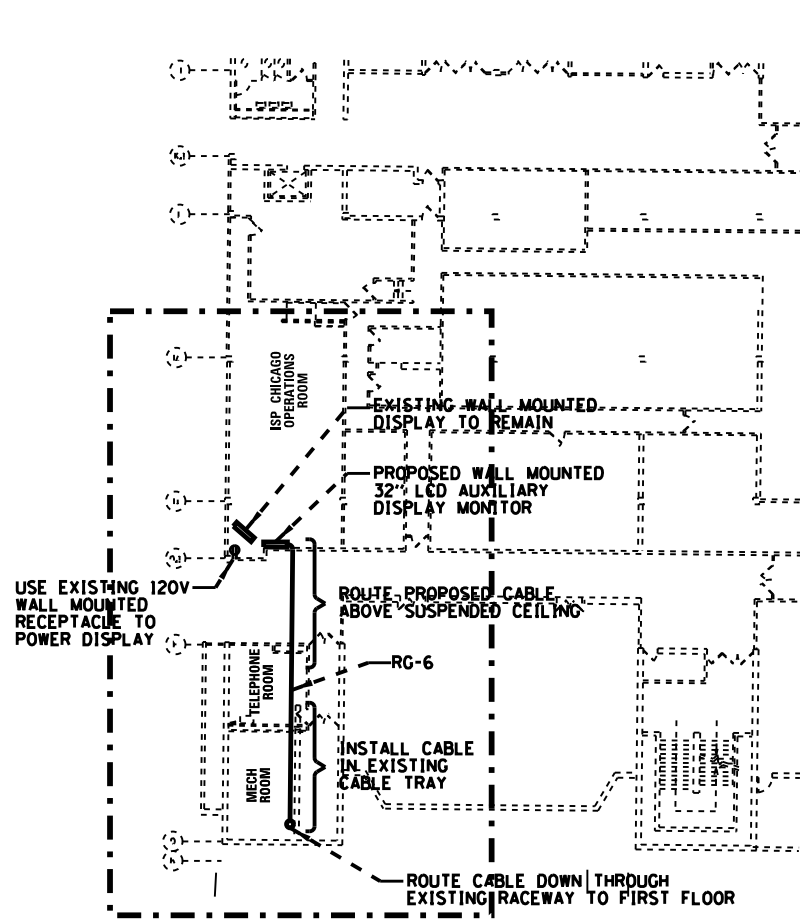 ISP CHICAGO
OPERATIONS
ROOM
EXISTING WALL MOUNTED
DISPLAY TO REMAIN
PROPOSED WALL MOUNTED
32" LCD AUXILIARY
DISPLAY MONITOR
USE EXISTING 120V
WALL MOUNTED
RECEPTACLE TO
POWER DISPLAY
ROUTE PROPOSED CABLE
ABOVE SUSPENDED CEILING
TELEPHONE
ROOM
RG-6
INSTALL CABLE
IN EXISTING
CABLE TRAY
MECH
ROOM
ROUTE CABLE DOWN THROUGH
EXISTING RACEWAY TO FIRST FLOOR